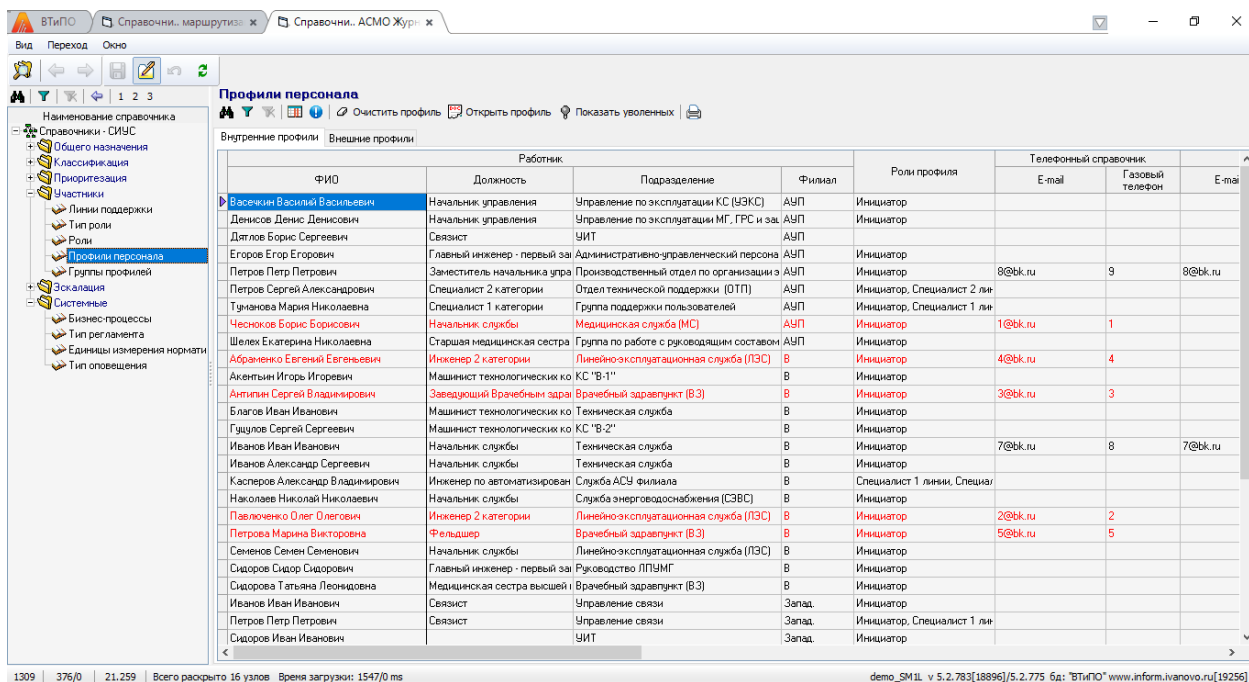 ВТиПО Справочни.. маршрутиза Справочни.. АСМО Журн
Вид Переход Окно
1 2 3
Наименование справочника
Справочники - СИУС
Общего назначения
Классификация
Приоритезация
Участники
Линии поддержки
Тип роли
Роли
Профили персонала
Группы профилей
Эскалация
Системные
Бизнес-процессы
Тип регламента
Единицы измерения нормати
Тип оповещения
Профили персонала
Очистить профиль Открыть профиль Показать уволенных
Внутренние профили Внешние профили
Работник Роли профиля Телефонный справочник
ФИО Должность Подразделение Филиал E-mail Газовый телефон E-mai
Васечкин Василий Васильевич Начальник управления Управление по эксплуатации КС (УЭКС) АУП Инициатор
Денисов Денис Денисович Начальник управления Управление по эксплуатации МГ, ГРС и зац АУП Инициатор
Дятлов Борис Сергеевич Связист УИТ АУП
Егоров Егор Егорович Главный инженер - первый зам Административно-управленческий персона АУП Инициатор
Петров Петр Петрович Заместитель начальника упра Производственный отдел по организации э АУП Инициатор 8@bk.ru 9 8@bk.ru
Петров Сергей Александрович Специалист 2 категории Отдел технической поддержки (ОТП) АУП Инициатор, Специалист 2 лин
Туманова Мария Николаевна Специалист 1 категории Группа поддержки пользователей АУП Инициатор, Специалист 1 лин
Чесноков Борис Борисович Начальник службы Медицинская служба (МС) АУП Инициатор 1@bk.ru 1
Шелех Екатерина Николаевна Старшая медицинская сестра Группа по работе с руководящим составом АУП Инициатор
Абраменко Евгений Евгеньевич Инженер 2 категории Линейно-эксплуатационная служба (ЛЭС) В Инициатор 4@bk.ru 4
Акентьин Игорь Игоревич Машинист технологических ко КС "В-1" В Инициатор
Антипин Сергей Владимирович Заведующий Врачебным здрав Врачебный здравпункт (ВЗ) В Инициатор 3@bk.ru 3
Благов Иван Иванович Машинист технологических ко Техническая служба В Инициатор
Гущулов Сергей Сергеевич Машинист технологических ко КС "В-2" В Инициатор
Иванов Иван Иванович Начальник службы Техническая служба В Инициатор 7@bk.ru 8 7@bk.ru
Иванов Александр Сергеевич Начальник службы Техническая служба В Инициатор
Касперов Александр Владимирович Инженер по автоматизирован Служба АСУ филиала В Специалист 1 линии, Специал
Наколаев Николай Николаевич Начальник службы Служба энерговодоснабжения (СЭВС) В Инициатор
Павлюченко Олег Олегович Инженер 2 категории Линейно-эксплуатационная служба (ЛЭС) В Инициатор 2@bk.ru 2
Петрова Марина Викторовна Фельдшер Врачебный здравпункт (ВЗ) В Инициатор 5@bk.ru 5
Семенов Семен Семенович Начальник службы Линейно-эксплуатационная служба (ЛЭС) В Инициатор
Сидоров Сидор Сидорович Главный инженер - первый зам Руководство ЛПУМГ В Инициатор
Сидорова Татьяна Леонидовна Медицинская сестра высшей Врачебный здравпункт (ВЗ) В Инициатор
Иванов Иван Иванович Связист Управление связи Запад. Инициатор
Петров Петр Петрович Связист Управление связи Запад. Инициатор, Специалист 1 лин
Сидоров Иван Иванович УИТ Запад. Инициатор
1309 376/0 21.259 Всего раскрыто 16 узлов Время загрузки: 1547/0 ms demo_SM1L v 5.2.783[18896]/5.2.775 бд: "ВТиПО" www.inform.ivanovo.ru[19256]